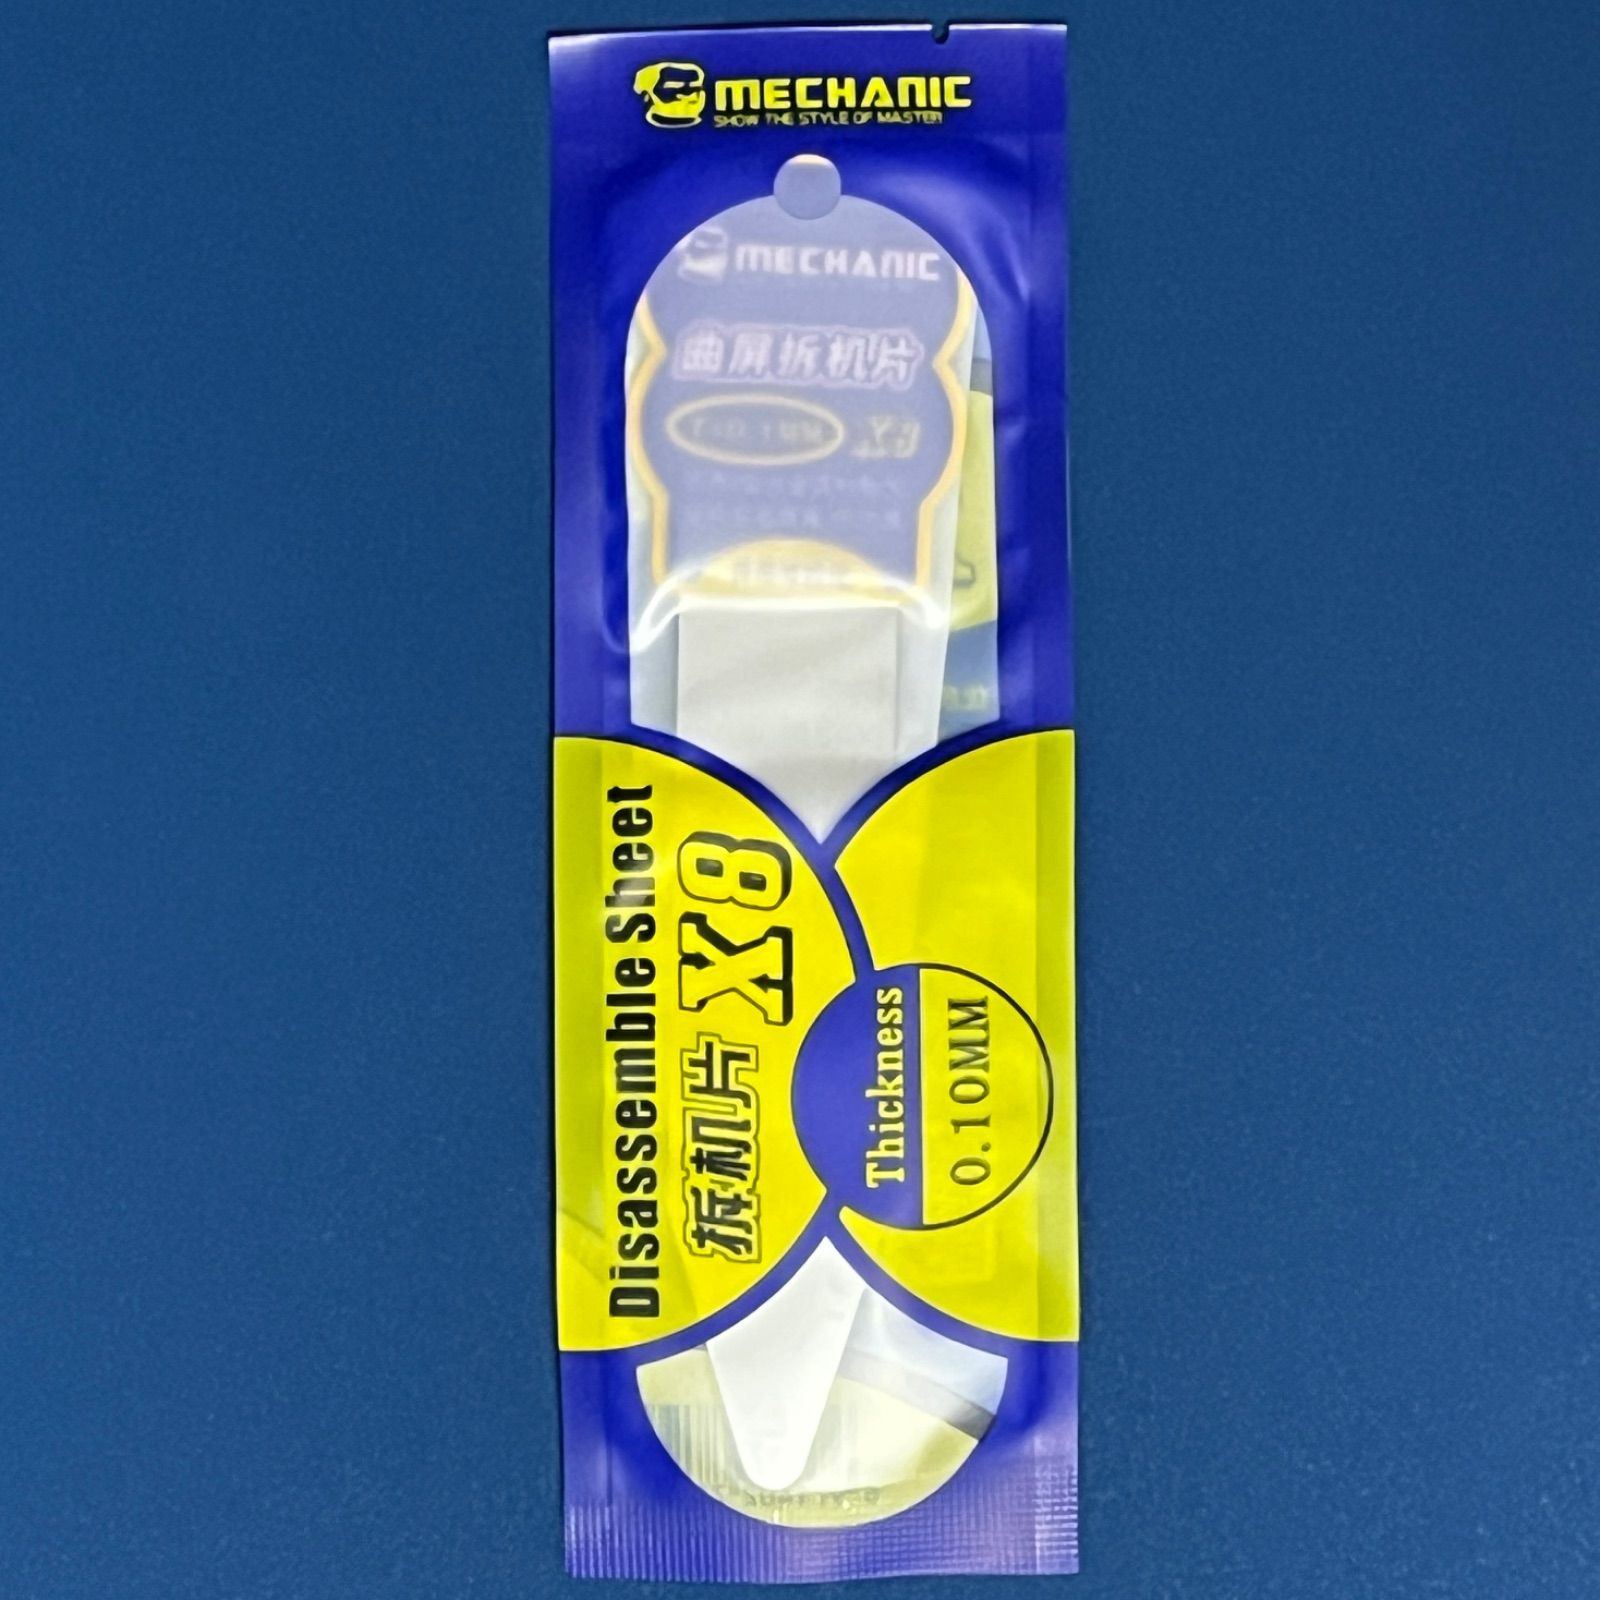 MECHANIC
SHOW THE STYLE OF MASTER
MECHANIC
曲屏拆机片
Disassemble Sheet
拆机片 X8
Thickness
0.10MM